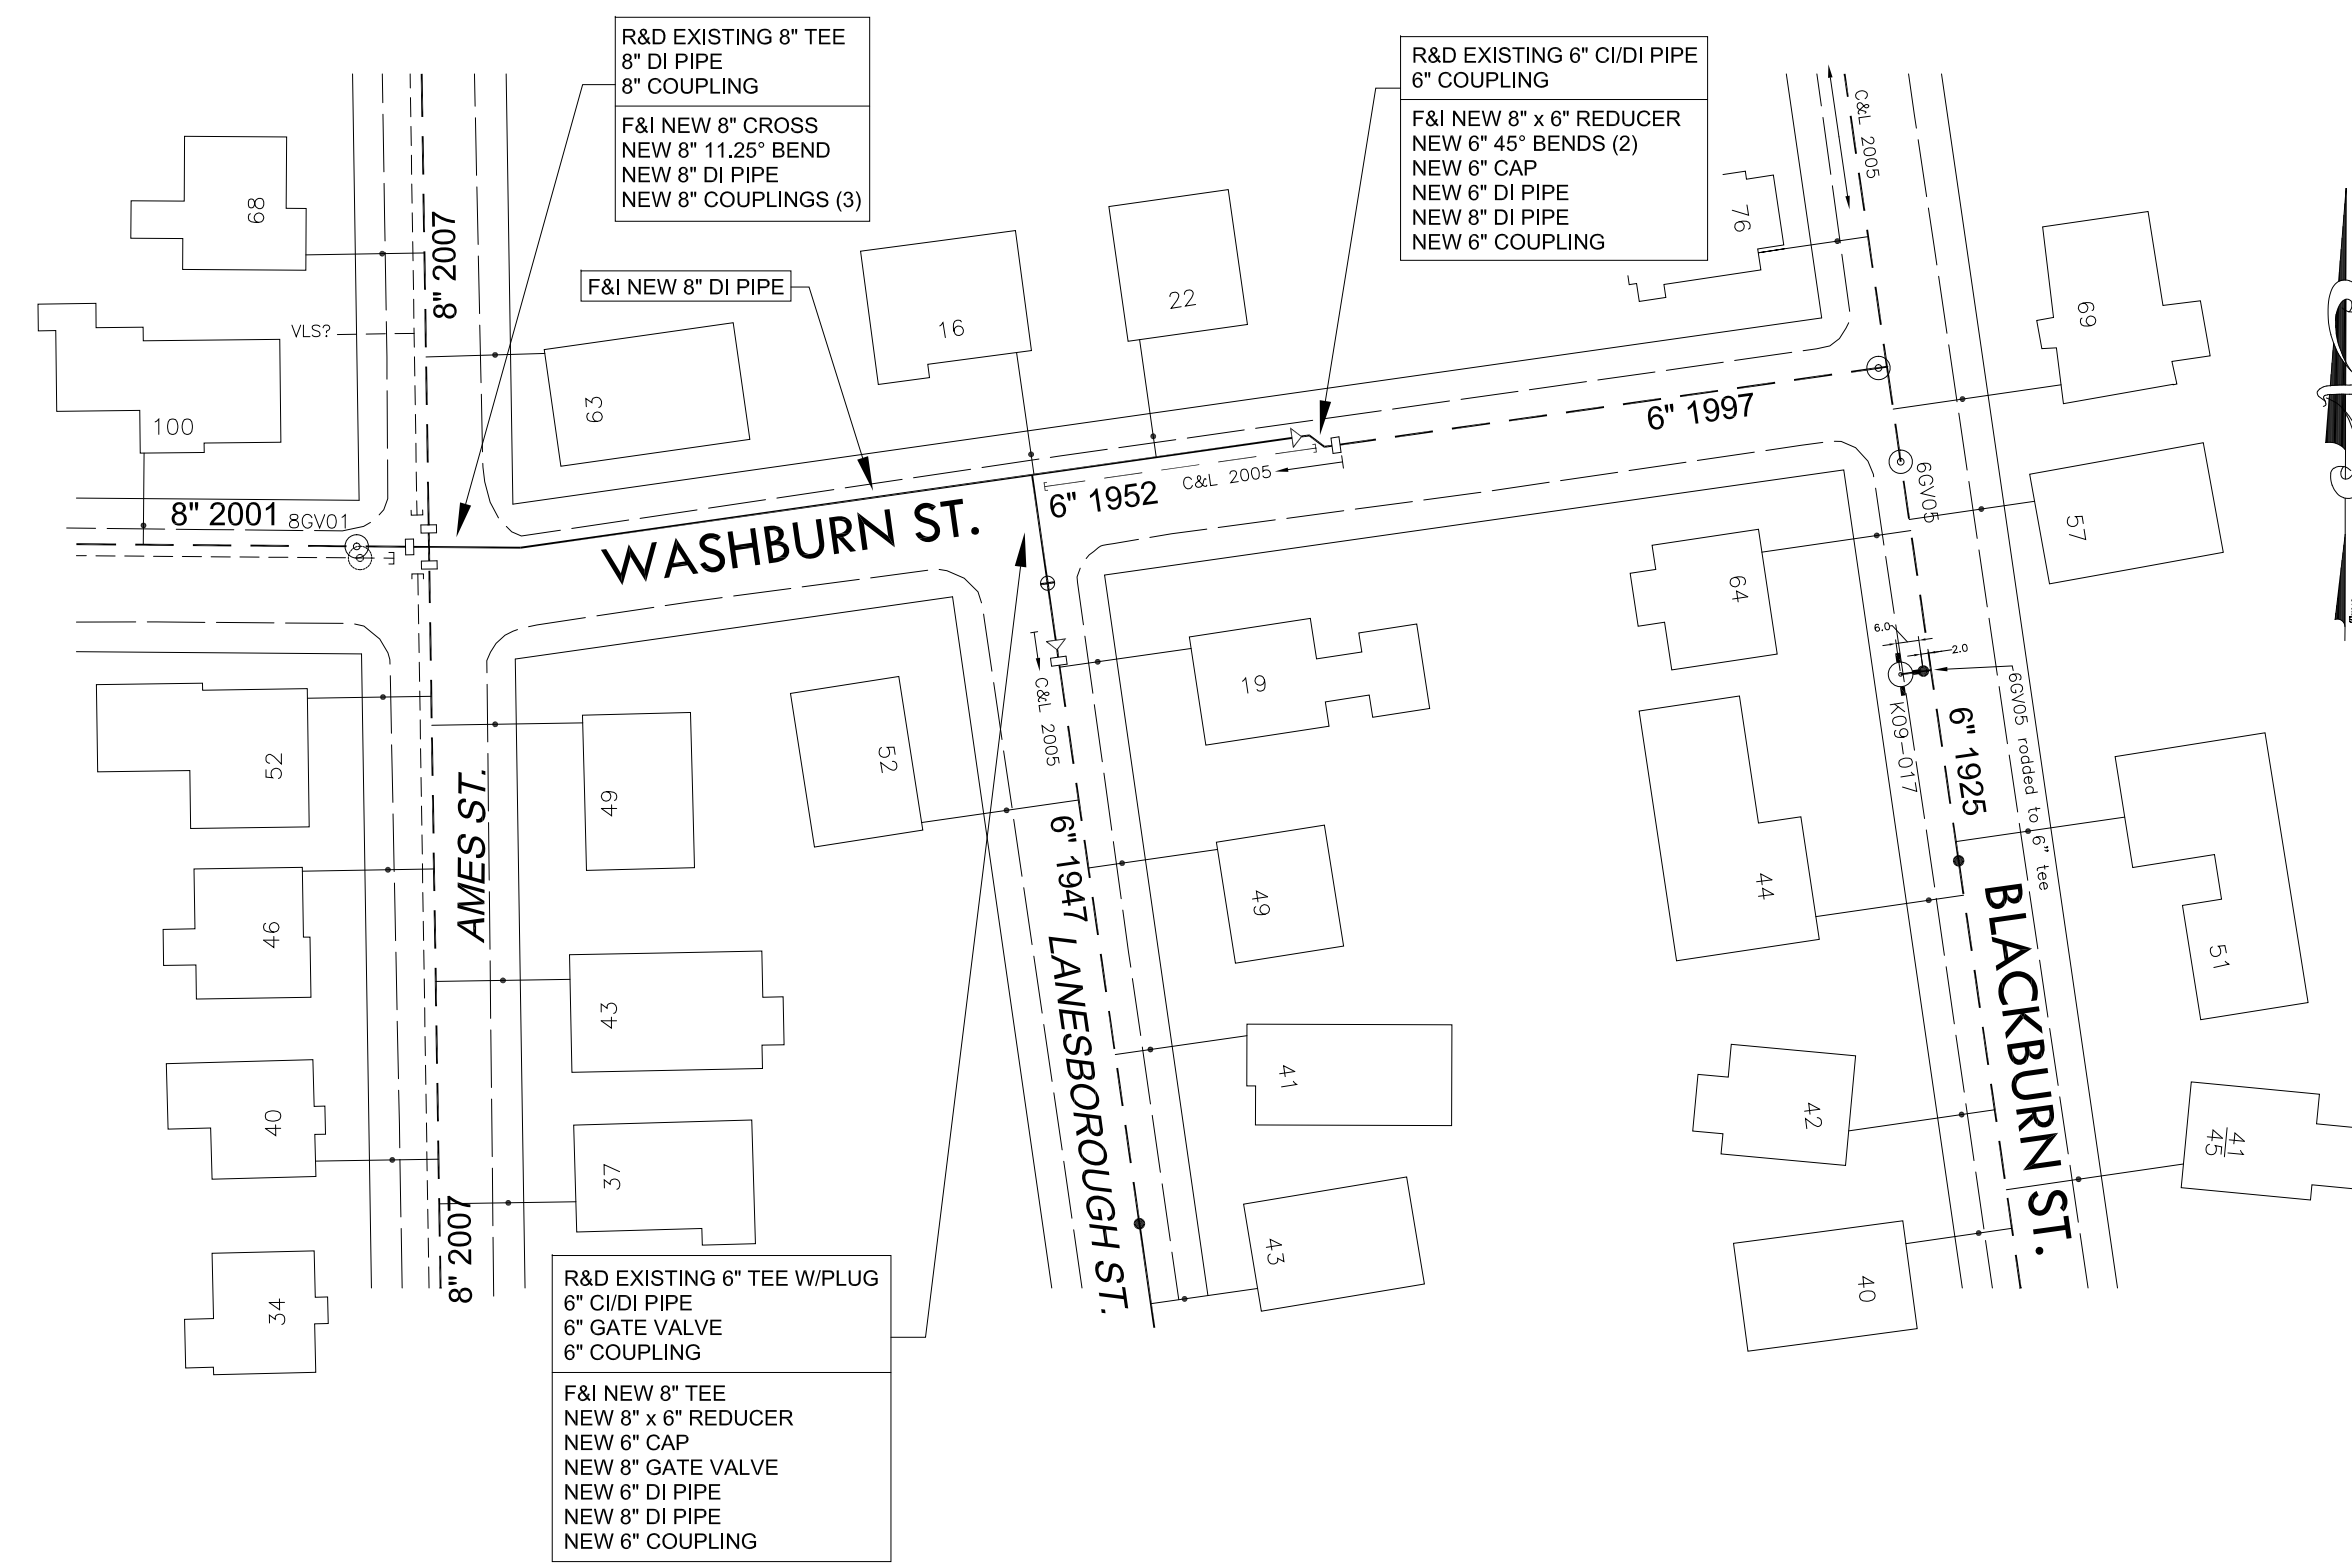 R&D EXISTING 8" TEE
8" DI PIPE
8" COUPLING
F&I NEW 8" CROSS
NEW 8" 11.25° BEND
NEW 8" DI PIPE
NEW 8" COUPLINGS (3)
R&D EXISTING 6" CI/DI PIPE
6" COUPLING
F&I NEW 8" x 6" REDUCER
NEW 6" 45° BENDS (2)
NEW 6" CAP
NEW 6" DI PIPE
NEW 8" DI PIPE
NEW 6" COUPLING
C&L 2005
68
8" 2007
F&I NEW 8" DI PIPE
VLS?
100
63
16
22
76
69
6" 1997
8" 2001
8GV01
WASHBURN ST.
6" 1952
C&L 2005
6GV05
57
64
6.0
2.0
6GV05 rodded to 6" tee
K09-017
6" 1925
19
C&L 2005
52
52
49
AMES ST.
46
43
40
37
34
8" 2007
6" 1947
LANESBOROUGH ST.
49
41
43
44
51
BLACKBURN ST.
42
41
45
40
R&D EXISTING 6" TEE W/PLUG
6" CI/DI PIPE
6" GATE VALVE
6" COUPLING
F&I NEW 8" TEE
NEW 8" x 6" REDUCER
NEW 6" CAP
NEW 8" GATE VALVE
NEW 6" DI PIPE
NEW 8" DI PIPE
NEW 6" COUPLING